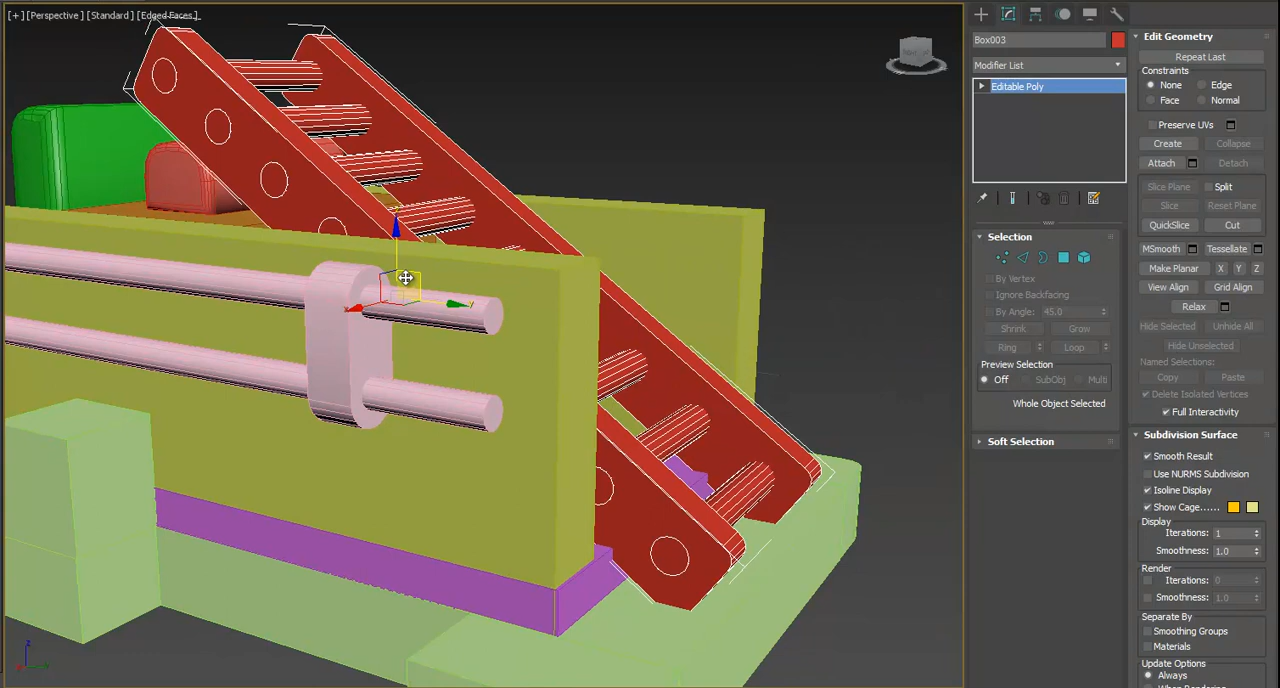 [+] [Perspective] [Standard] [Edged Faces]
Box003
Modifier List
Editable Poly
Selection
By Vertex
Ignore Backfacing
By Angle: 45.0
Shrink Grow
Ring Loop
Preview Selection
Off SubObj Multi
Whole Object Selected
Soft Selection
Edit Geometry
Repeat Last
Constraints
None Edge
Face Normal
Preserve UVs
Create Collapse
Attach Detach
Slice Plane Split
Slice Reset Plane
QuickSlice Cut
MSmooth Tessellate
Make Planar X Y Z
View Align Grid Align
Relax
Hide Selected Unhide All
Hide Unselected
Named Selections:
Copy Paste
Delete Isolated Vertices
Full Interactivity
Subdivision Surface
Smooth Result
Use NURMS Subdivision
Isoline Display
Show Cage......
Display
Iterations: 1
Smoothness: 1.0
Render
Iterations: 0
Smoothness: 1.0
Separate By
Smoothing Groups
Materials
Update Options
Always
z